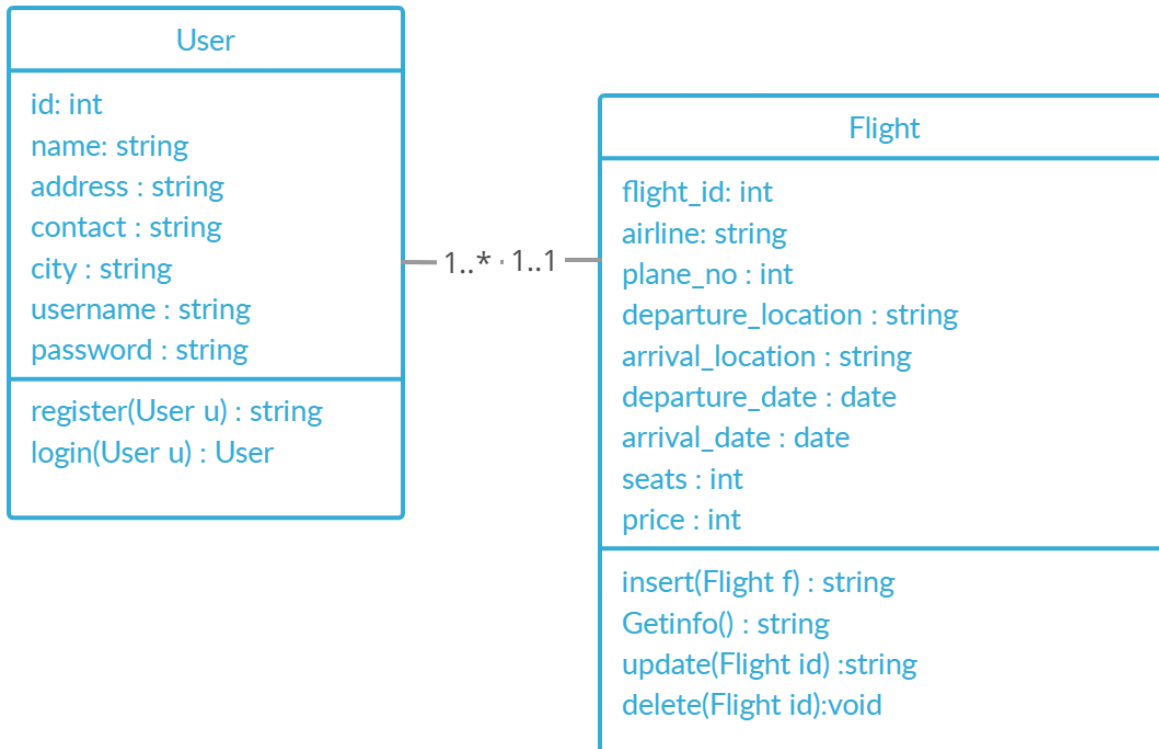 User
id: int
name: string
address : string
contact : string
city : string
username : string
password : string
register(User u) : string
login(User u) : User
1..* 1..1
Flight
flight_id: int
airline: string
plane_no : int
departure_location : string
arrival_location : string
departure_date : date
arrival_date : date
seats : int
price : int
insert(Flight f) : string
Getinfo() : string
update(Flight id) :string
delete(Flight id):void